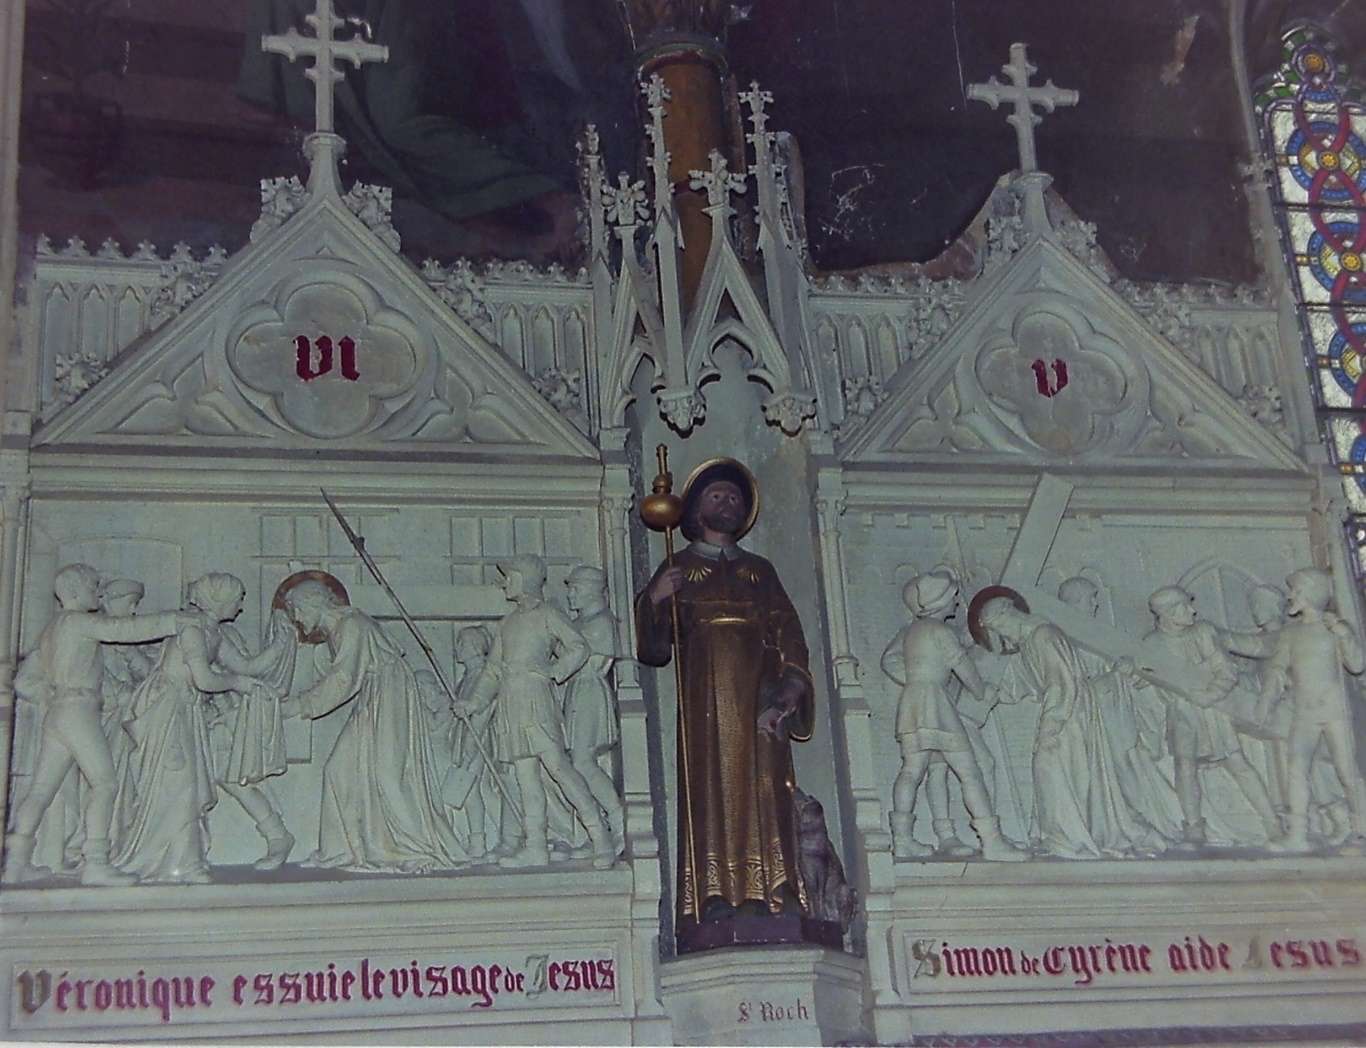 VI
V
Véronique essuie le visage de Jesus
Simon de Cyrène aide Jesus
St Roch